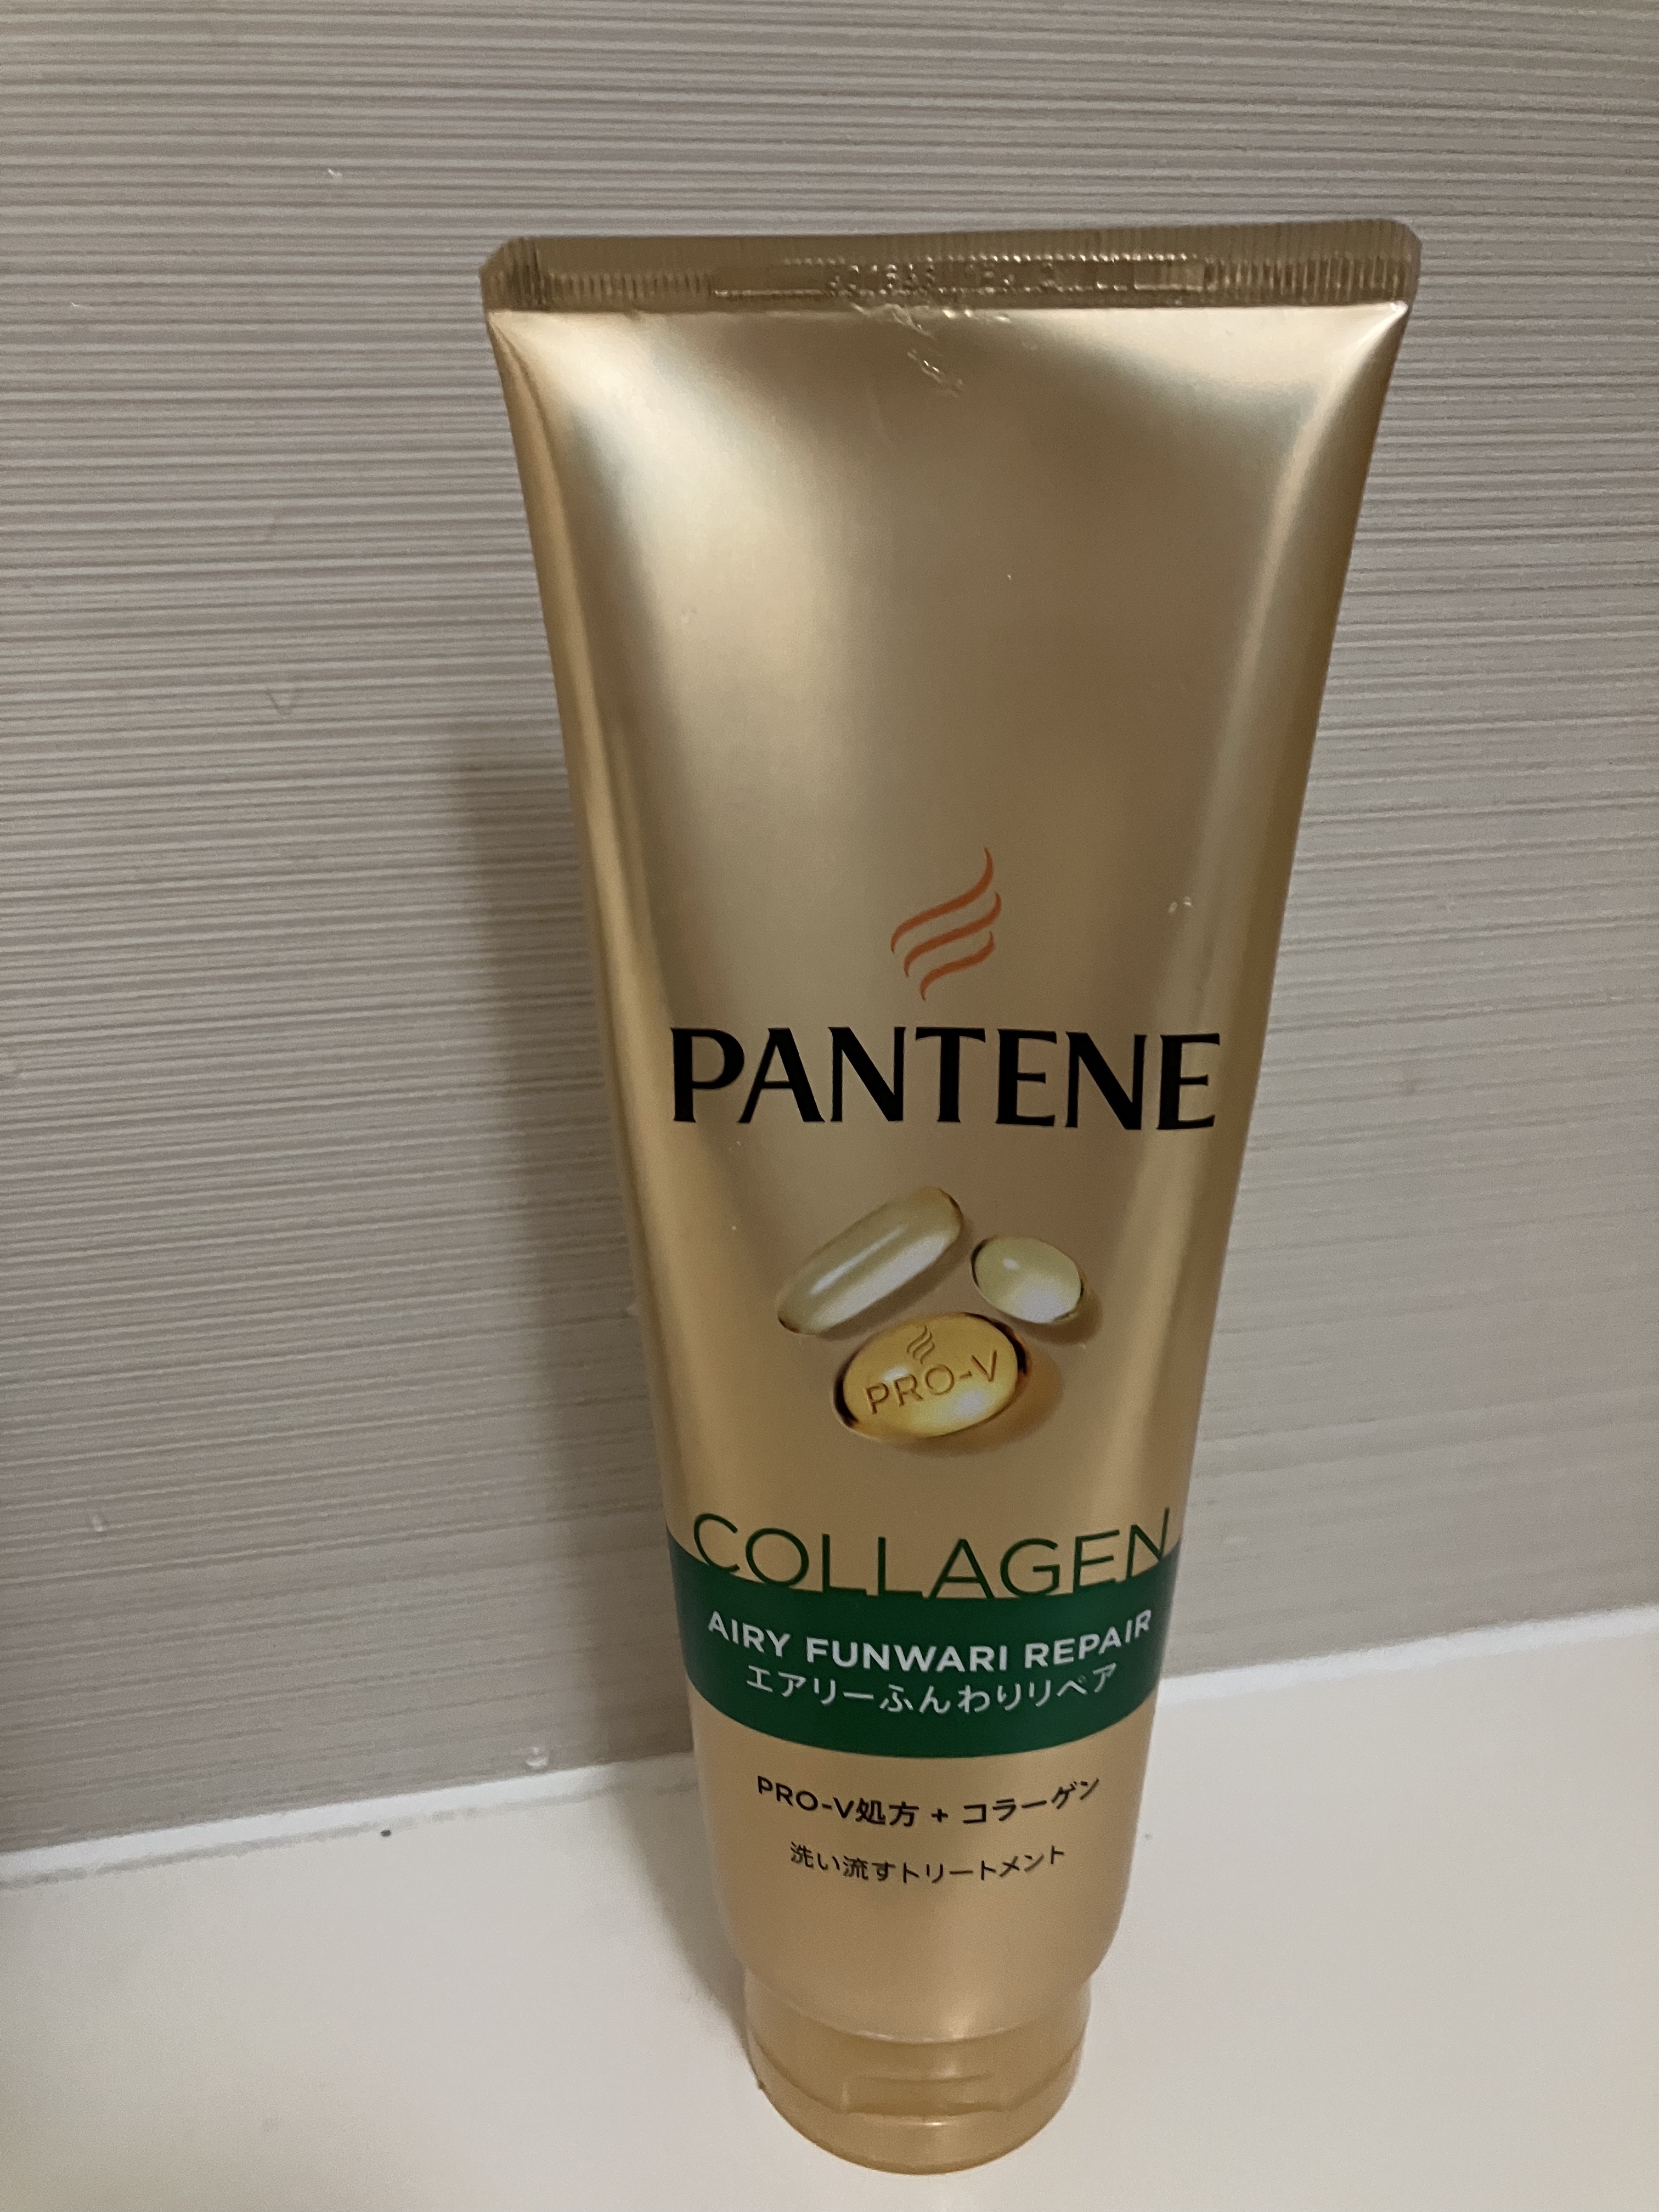 PANTENE
PRO-V
COLLAGEN
AIRY FUNWARI REPAIR
エアリーふんわりリペア
PRO-V処方 + コラーゲン
洗い流すトリートメント